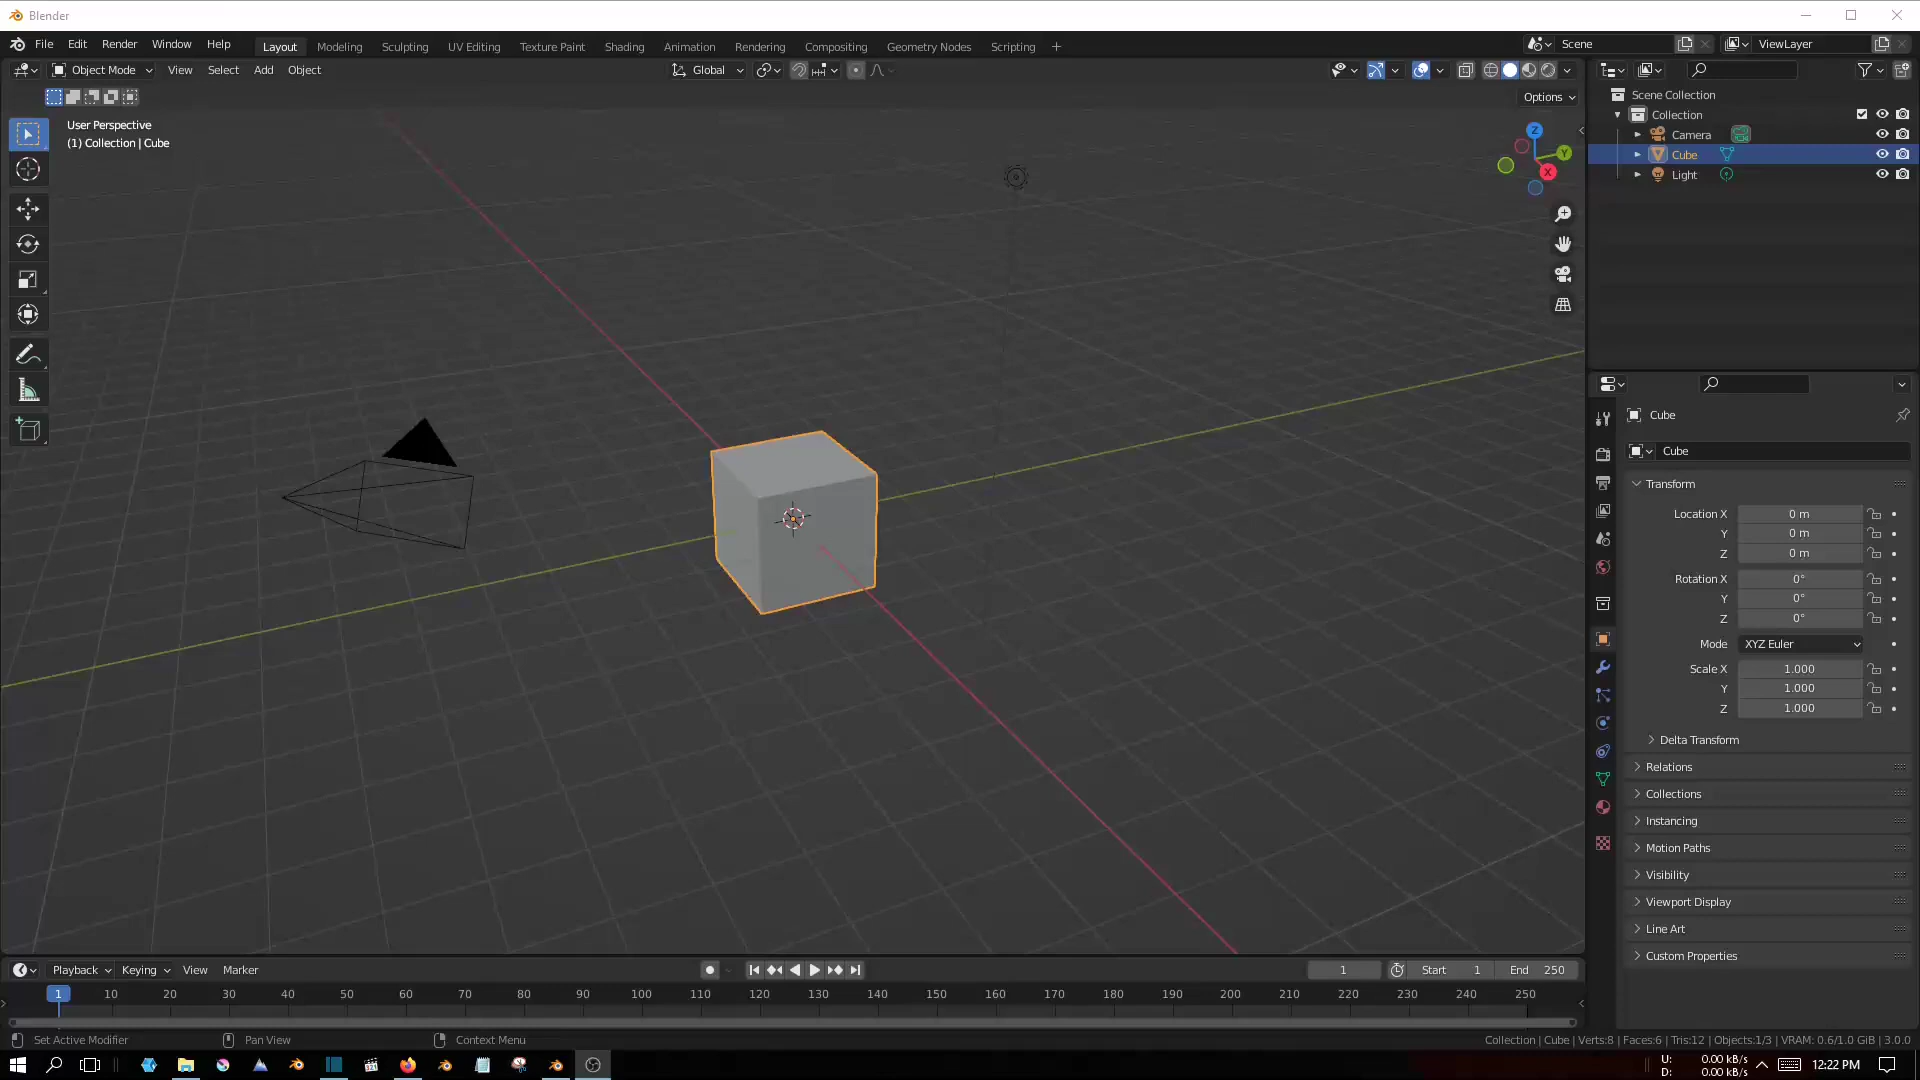 Blender
File Edit Render Window Help Layout Modeling Sculpting UV Editing Texture Paint Shading Animation Rendering Compositing Geometry Nodes Scripting + Scene ViewLayer
Object Mode View Select Add Object Global
Options
User Perspective
(1) Collection | Cube
Z
Y
X
Scene Collection
Collection
Camera
Cube
Light
Cube
Cube
Transform
Location X 0 m
Y 0 m
Z 0 m
Rotation X 0°
Y 0°
Z 0°
Mode XYZ Euler
Scale X 1.000
Y 1.000
Z 1.000
Delta Transform
Relations
Collections
Instancing
Motion Paths
Visibility
Viewport Display
Line Art
Custom Properties
Playback Keying View Marker 1 Start 1 End 250
1 10 20 30 40 50 60 70 80 90 100 110 120 130 140 150 160 170 180 190 200 210 220 230 240 250
Set Active Modifier Pan View Context Menu Collection | Cube | Verts:8 | Faces:6 | Tris:12 | Objects:1/3 | VRAM: 0.6/1.0 GiB | 3.0.0
U: 0.00 kB/s
D: 0.00 kB/s
12:22 PM